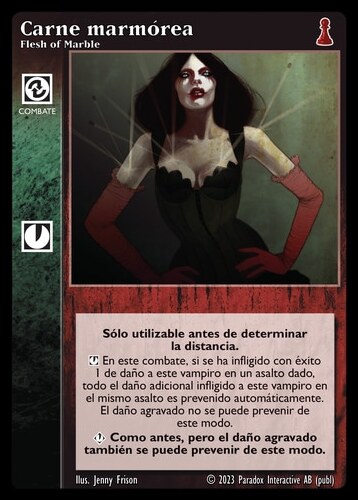 Carne marmórea
Flesh of Marble
COMBATE
Sólo utilizable antes de determinar
la distancia.
En este combate, si se ha infligido con éxito
1 de daño a este vampiro en un asalto dado,
todo el daño adicional infligido a este vampiro en
el mismo asalto es prevenido automáticamente.
El daño agravado no se puede prevenir de
este modo.
Como antes, pero el daño agravado
también se puede prevenir de este modo.
Illus. Jenny Frison
© 2023 Paradox Interactive AB (publ)